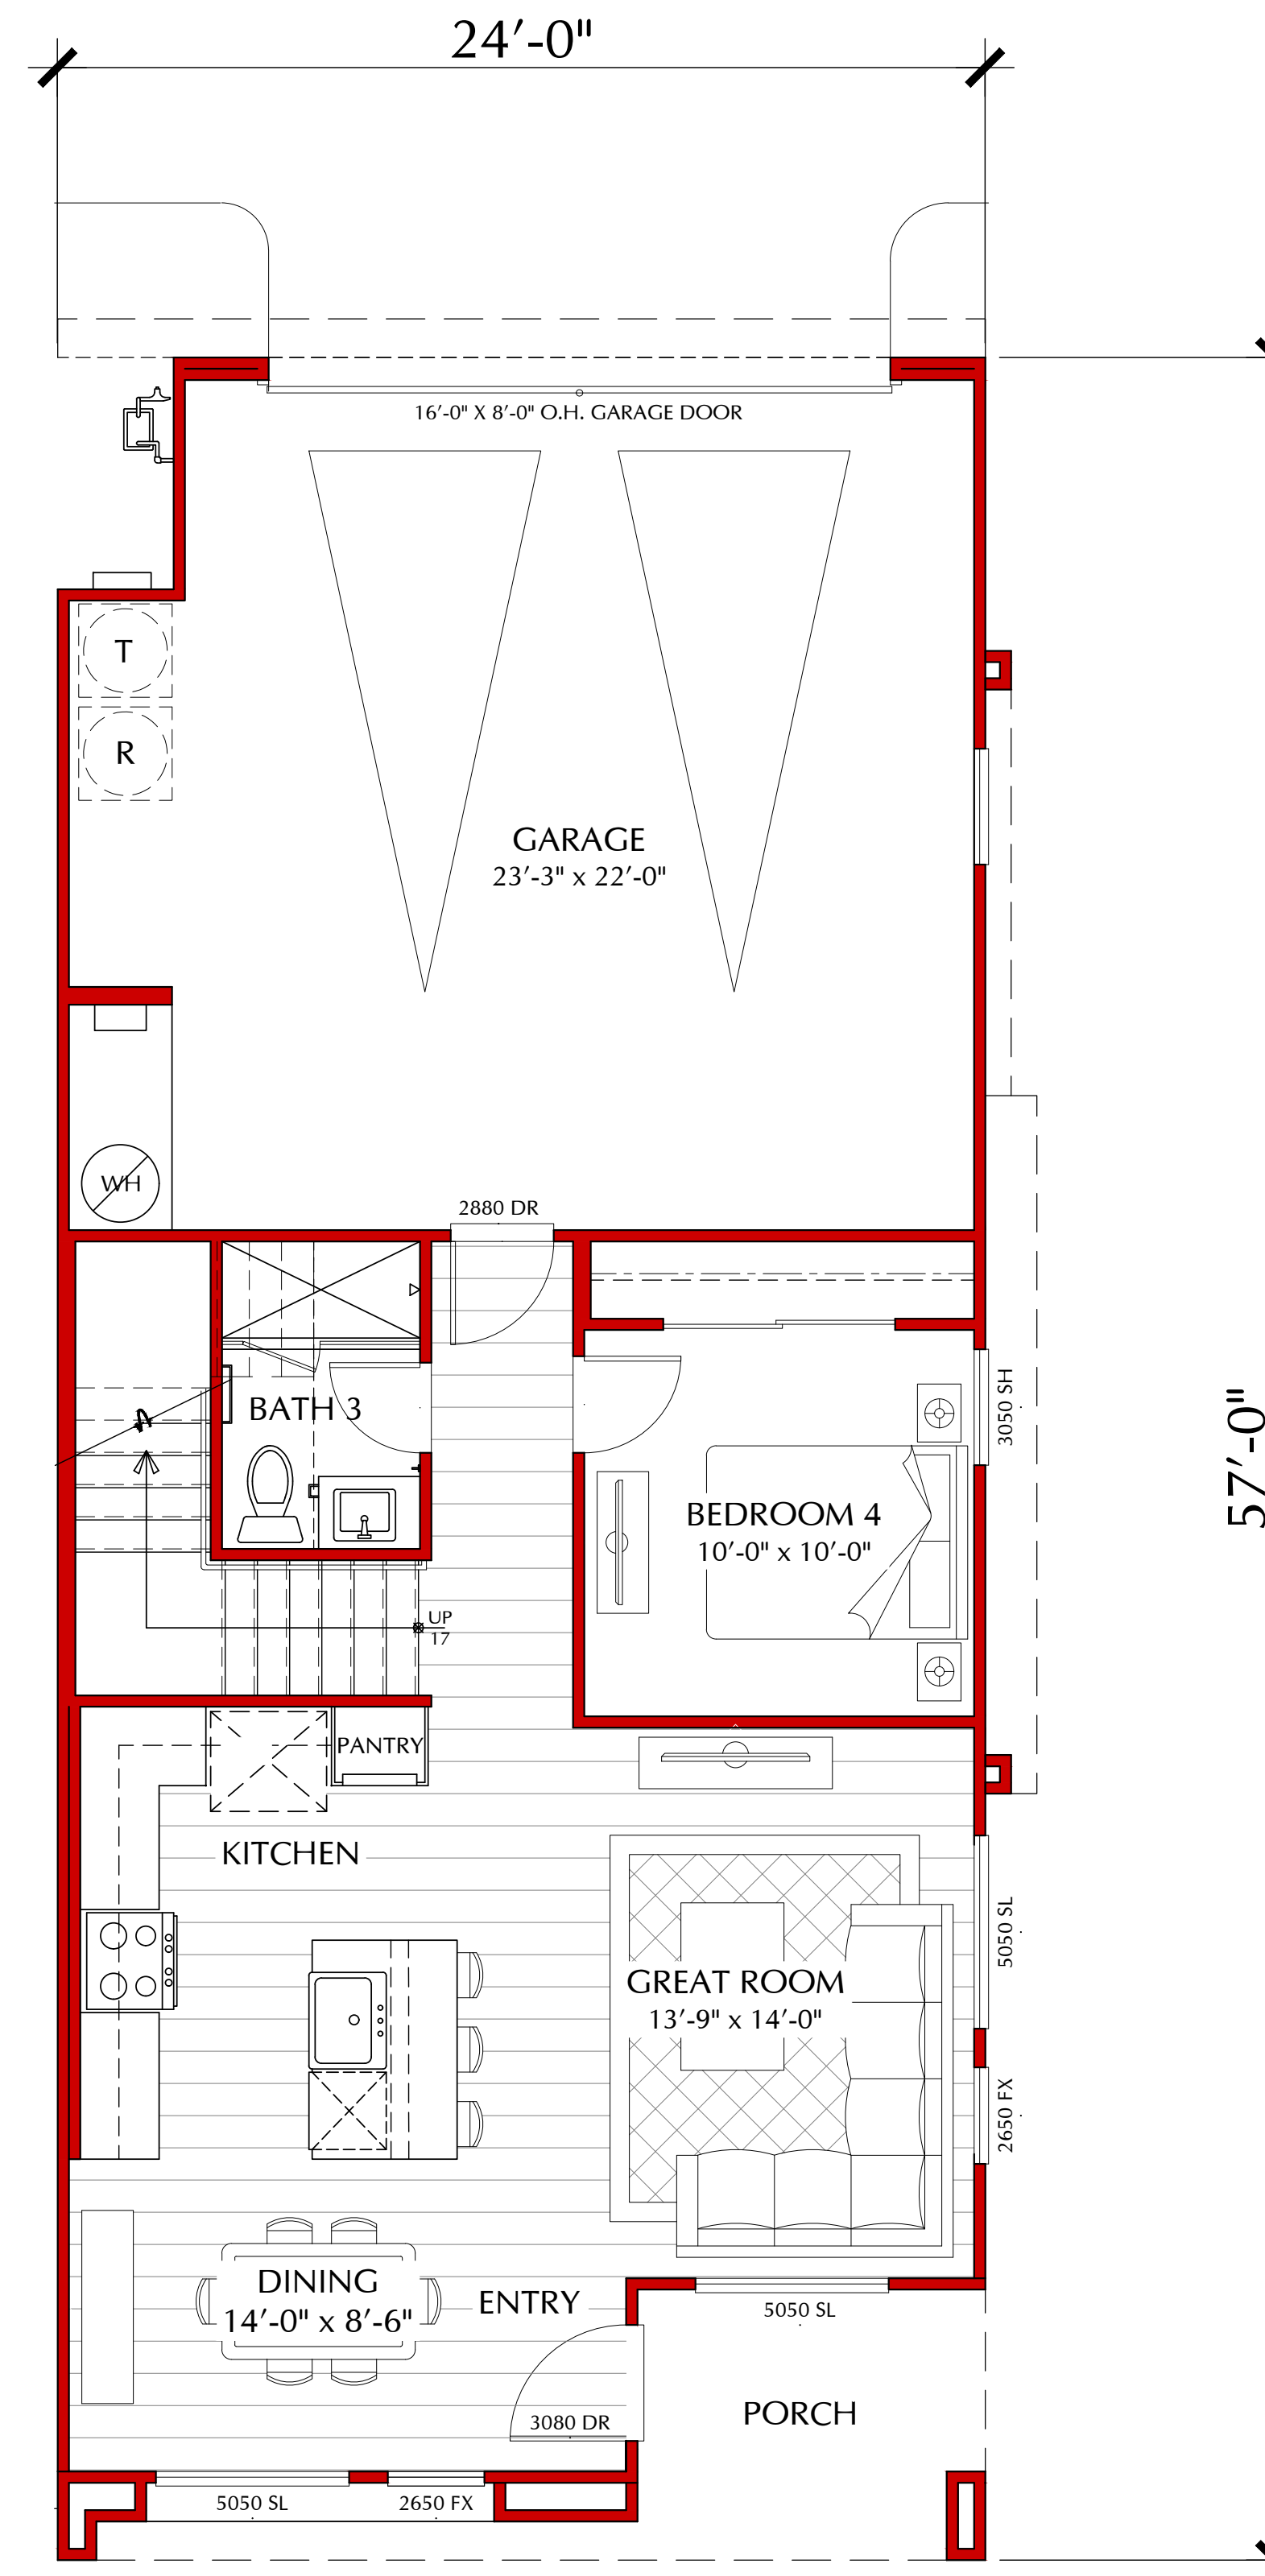 24'-0"
16'-0" X 8'-0" O.H. GARAGE DOOR
T
R
GARAGE
23'-3" x 22'-0"
WH
2880 DR
3050 SH
57'-0"
BATH 3
BEDROOM 4
10'-0" x 10'-0"
UP
17
PANTRY
KITCHEN
5050 SL
GREAT ROOM
13'-9" x 14'-0"
2650 FX
DINING
14'-0" x 8'-6"
ENTRY
5050 SL
PORCH
3080 DR
5050 SL
2650 FX